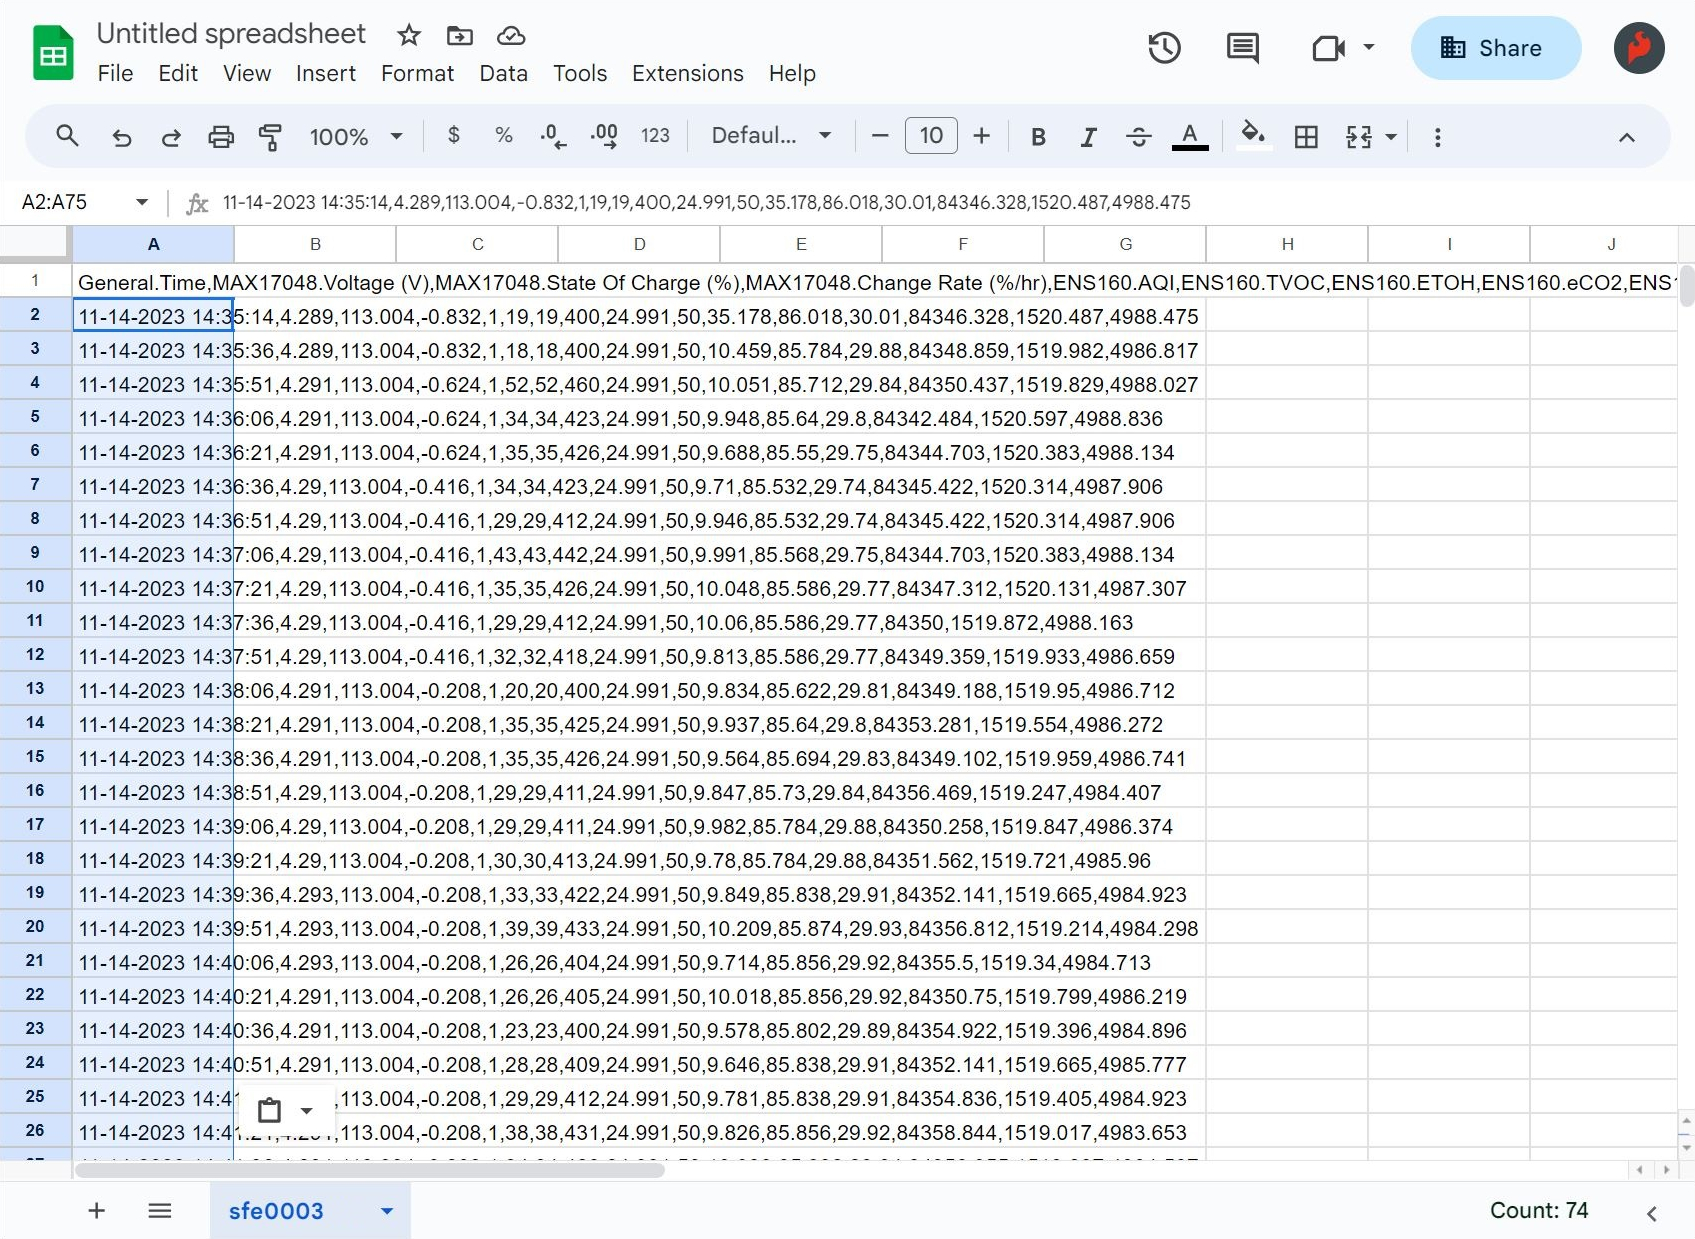 Untitled spreadsheet
File Edit View Insert Format Data Tools Extensions Help
Share
100% $ % .0 .00 123 Defaul... − 10 + B I A
A2:A75 fx 11-14-2023 14:35:14,4.289,113.004,-0.832,1,19,19,400,24.991,50,35.178,86.018,30.01,84346.328,1520.487,4988.475
A B C D E F G H I J
1 General.Time,MAX17048.Voltage (V),MAX17048.State Of Charge (%),MAX17048.Change Rate (%/hr),ENS160.AQI,ENS160.TVOC,ENS160.ETOH,ENS160.eCO2,ENS1
2 11-14-2023 14:35:14,4.289,113.004,-0.832,1,19,19,400,24.991,50,35.178,86.018,30.01,84346.328,1520.487,4988.475
3 11-14-2023 14:35:36,4.289,113.004,-0.832,1,18,18,400,24.991,50,10.459,85.784,29.88,84348.859,1519.982,4986.817
4 11-14-2023 14:35:51,4.291,113.004,-0.624,1,52,52,460,24.991,50,10.051,85.712,29.84,84350.437,1519.829,4988.027
5 11-14-2023 14:36:06,4.291,113.004,-0.624,1,34,34,423,24.991,50,9.948,85.64,29.8,84342.484,1520.597,4988.836
6 11-14-2023 14:36:21,4.291,113.004,-0.624,1,35,35,426,24.991,50,9.688,85.55,29.75,84344.703,1520.383,4988.134
7 11-14-2023 14:36:36,4.29,113.004,-0.416,1,34,34,423,24.991,50,9.71,85.532,29.74,84345.422,1520.314,4987.906
8 11-14-2023 14:36:51,4.29,113.004,-0.416,1,29,29,412,24.991,50,9.946,85.532,29.74,84345.422,1520.314,4987.906
9 11-14-2023 14:37:06,4.29,113.004,-0.416,1,43,43,442,24.991,50,9.991,85.568,29.75,84344.703,1520.383,4988.134
10 11-14-2023 14:37:21,4.29,113.004,-0.416,1,35,35,426,24.991,50,10.048,85.586,29.77,84347.312,1520.131,4987.307
11 11-14-2023 14:37:36,4.29,113.004,-0.416,1,29,29,412,24.991,50,10.06,85.586,29.77,84350,1519.872,4988.163
12 11-14-2023 14:37:51,4.29,113.004,-0.416,1,32,32,418,24.991,50,9.813,85.586,29.77,84349.359,1519.933,4986.659
13 11-14-2023 14:38:06,4.291,113.004,-0.208,1,20,20,400,24.991,50,9.834,85.622,29.81,84349.188,1519.95,4986.712
14 11-14-2023 14:38:21,4.291,113.004,-0.208,1,35,35,425,24.991,50,9.937,85.64,29.8,84353.281,1519.554,4986.272
15 11-14-2023 14:38:36,4.291,113.004,-0.208,1,35,35,426,24.991,50,9.564,85.694,29.83,84349.102,1519.959,4986.741
16 11-14-2023 14:38:51,4.29,113.004,-0.208,1,29,29,411,24.991,50,9.847,85.73,29.84,84356.469,1519.247,4984.407
17 11-14-2023 14:39:06,4.29,113.004,-0.208,1,29,29,411,24.991,50,9.982,85.784,29.88,84350.258,1519.847,4986.374
18 11-14-2023 14:39:21,4.29,113.004,-0.208,1,30,30,413,24.991,50,9.78,85.784,29.88,84351.562,1519.721,4985.96
19 11-14-2023 14:39:36,4.293,113.004,-0.208,1,33,33,422,24.991,50,9.849,85.838,29.91,84352.141,1519.665,4984.923
20 11-14-2023 14:39:51,4.293,113.004,-0.208,1,39,39,433,24.991,50,10.209,85.874,29.93,84356.812,1519.214,4984.298
21 11-14-2023 14:40:06,4.293,113.004,-0.208,1,26,26,404,24.991,50,9.714,85.856,29.92,84355.5,1519.34,4984.713
22 11-14-2023 14:40:21,4.291,113.004,-0.208,1,26,26,405,24.991,50,10.018,85.856,29.92,84350.75,1519.799,4986.219
23 11-14-2023 14:40:36,4.291,113.004,-0.208,1,23,23,400,24.991,50,9.578,85.802,29.89,84354.922,1519.396,4984.896
24 11-14-2023 14:40:51,4.291,113.004,-0.208,1,28,28,409,24.991,50,9.646,85.838,29.91,84352.141,1519.665,4985.777
25 11-14-2023 14:41 ,113.004,-0.208,1,29,29,412,24.991,50,9.781,85.838,29.91,84354.836,1519.405,4984.923
26 11-14-2023 14:41 ,113.004,-0.208,1,38,38,431,24.991,50,9.826,85.856,29.92,84358.844,1519.017,4983.653
sfe0003 Count: 74